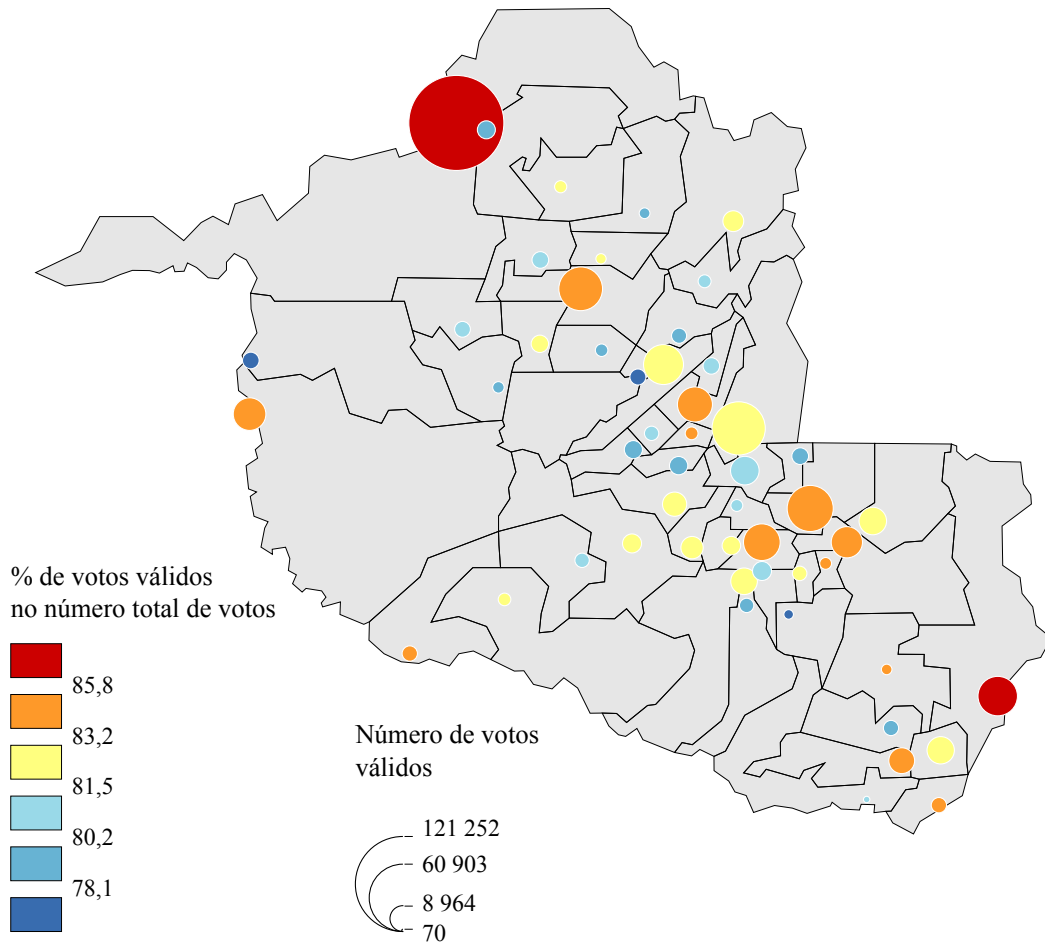 % de votos válidos
no número total de votos
85,8
83,2
81,5
80,2
78,1
Número de votos
válidos
121 252
60 903
8 964
70